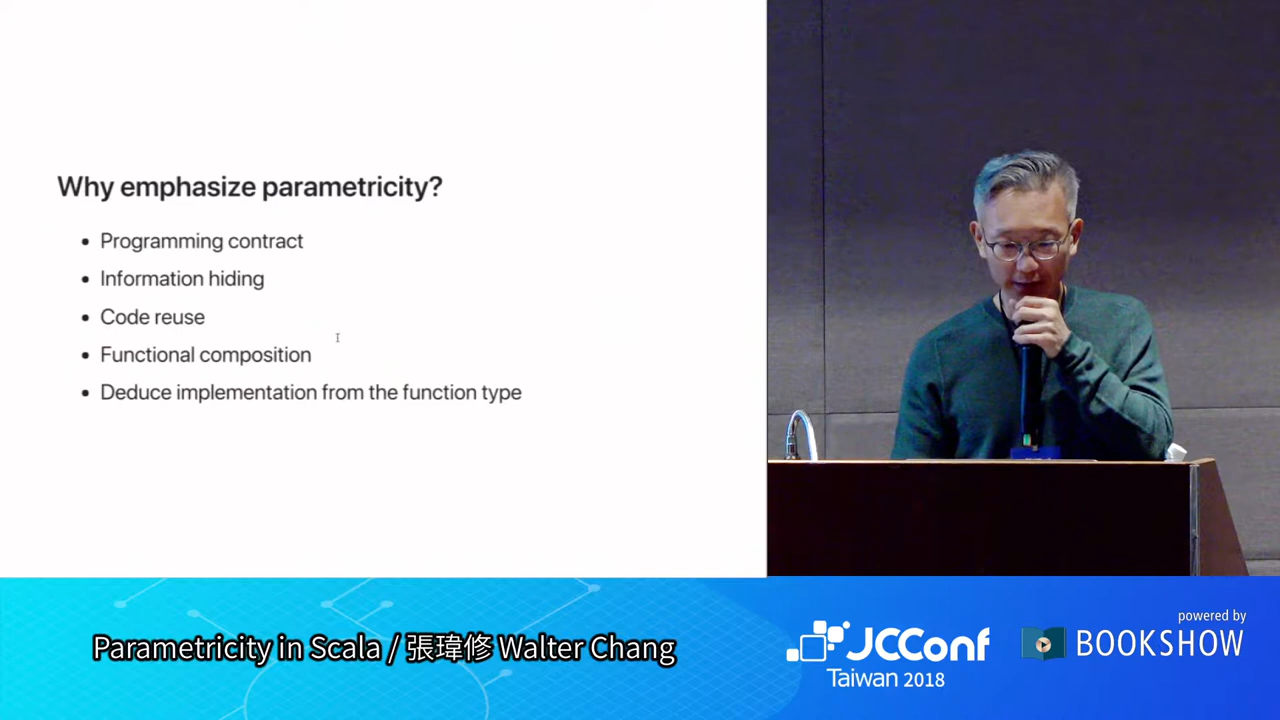 Why emphasize parametricity?
• Programming contract
• Information hiding
• Code reuse
• Functional composition
• Deduce implementation from the function type
Parametricity in Scala / 張瑋修 Walter Chang
JCConf
Taiwan 2018
powered by
BOOKSHOW